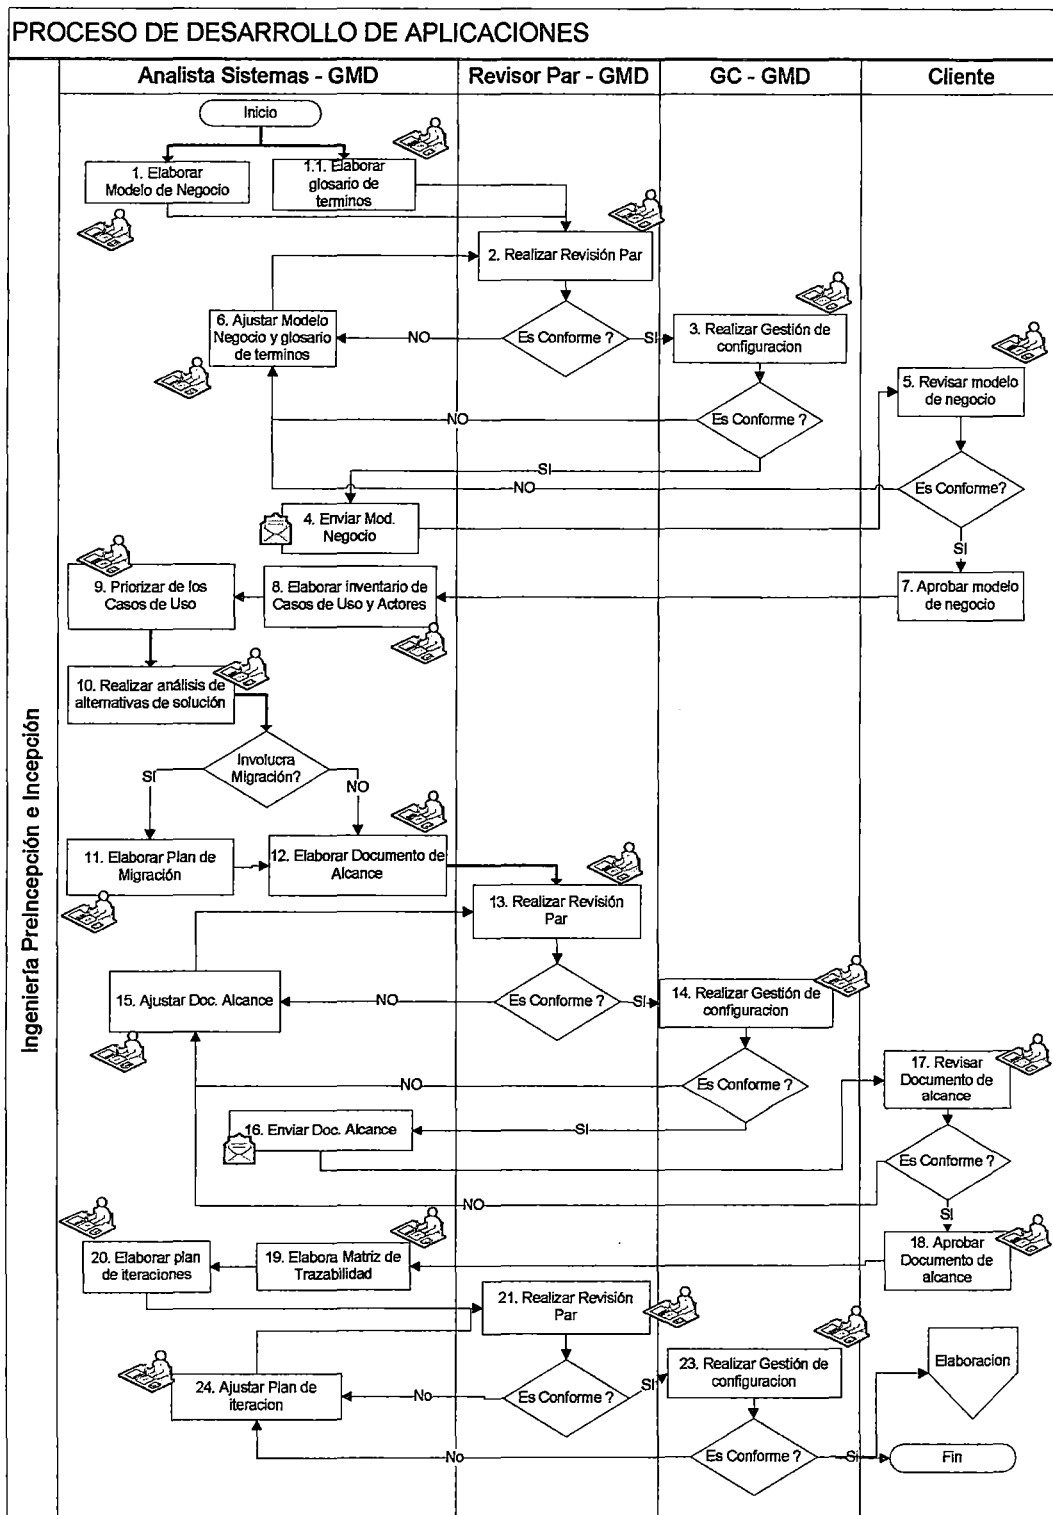 PROCESO DE DESARROLLO DE APLICACIONES
Analista Sistemas - GMD
Revisor Par - GMD
GC - GMD
Cliente
Ingeniería PreIncepción e Incepción
Inicio
1. Elaborar
Modelo de Negocio
1.1. Elaborar
glosario de
terminos
2. Realizar Revisión Par
Es Conforme ?
NO
SI
6. Ajustar Modelo
Negocio y glosario
de terminos
3. Realizar Gestión de
configuracion
Es Conforme ?
NO
SI
5. Revisar modelo
de negocio
Es Conforme?
NO
SI
4. Enviar Mod.
Negocio
7. Aprobar modelo
de negocio
8. Elaborar inventario de
Casos de Uso y Actores
9. Priorizar de los
Casos de Uso
10. Realizar análisis de
alternativas de solución
Involucra
Migración?
SI
NO
11. Elaborar Plan de
Migración
12. Elaborar Documento de
Alcance
13. Realizar Revisión
Par
Es Conforme ?
NO
SI
15. Ajustar Doc. Alcance
14. Realizar Gestión de
configuracion
Es Conforme ?
NO
SI
16. Enviar Doc. Alcance
17. Revisar
Documento de
alcance
Es Conforme ?
NO
SI
18. Aprobar
Documento de
alcance
19. Elabora Matriz de
Trazabilidad
20. Elaborar plan
de iteraciones
21. Realizar Revisión
Par
Es Conforme ?
No
SI
24. Ajustar Plan de
iteracion
23. Realizar Gestión de
configuracion
Es Conforme ?
No
Si
Elaboracion
Fin